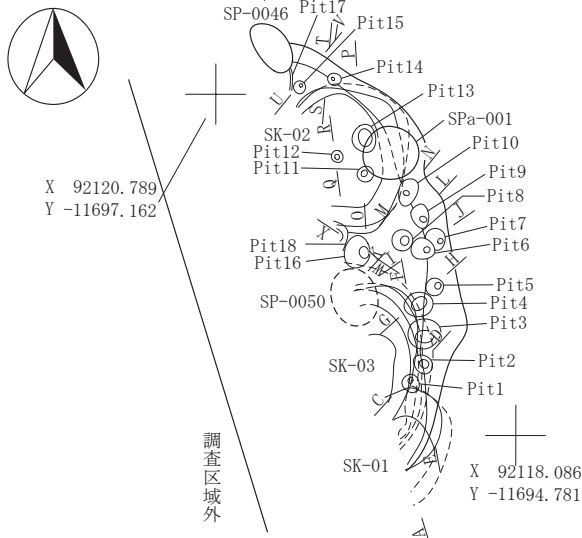 SP-0046
Pit17
Pit15
V
T
P
Pit14
U
Pit13
S
R
SK-02
SPa-001
Pit12
Pit10
Pit11
N
Pit9
L
Q
Pit8
M
O
J
X 92120.789
Y -11697.162
X
Pit7
Pit18
Pit6
Pit16
H
F
SP-0050
Pit5
Pit4
G
Pit3
D
SK-03
Pit2
Pit1
C
調査区域外
SK-01
X 92118.086
Y -11694.781
A